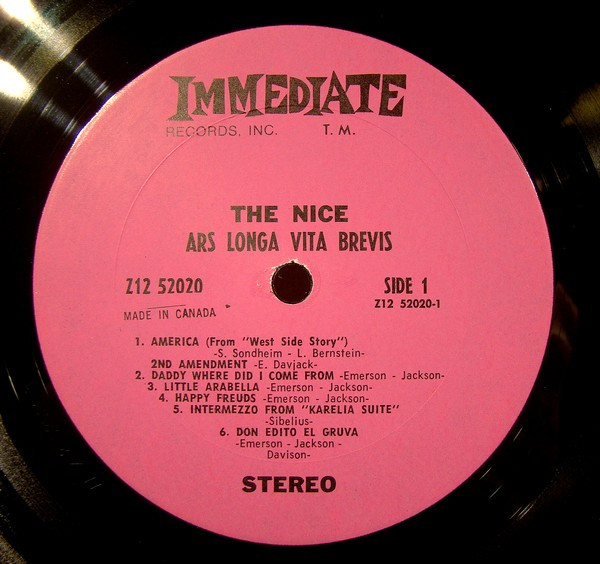 IMMEDIATE
RECORDS, INC. T. M.
THE NICE
ARS LONGA VITA BREVIS
Z12 52020 SIDE 1
Z12 52020-1
MADE IN CANADA
1. AMERICA (From "West Side Story")
-S. Sondheim - L. Bernstein-
2ND AMENDMENT -E. Davjack-
2. DADDY WHERE DID I COME FROM -Emerson - Jackson-
3. LITTLE ARABELLA -Emerson - Jackson-
4. HAPPY FREUDS -Emerson - Jackson-
5. INTERMEZZO FROM "KARELIA SUITE"
-Sibelius-
6. DON EDITO EL GRUVA
-Emerson - Jackson -
Davison-
STEREO